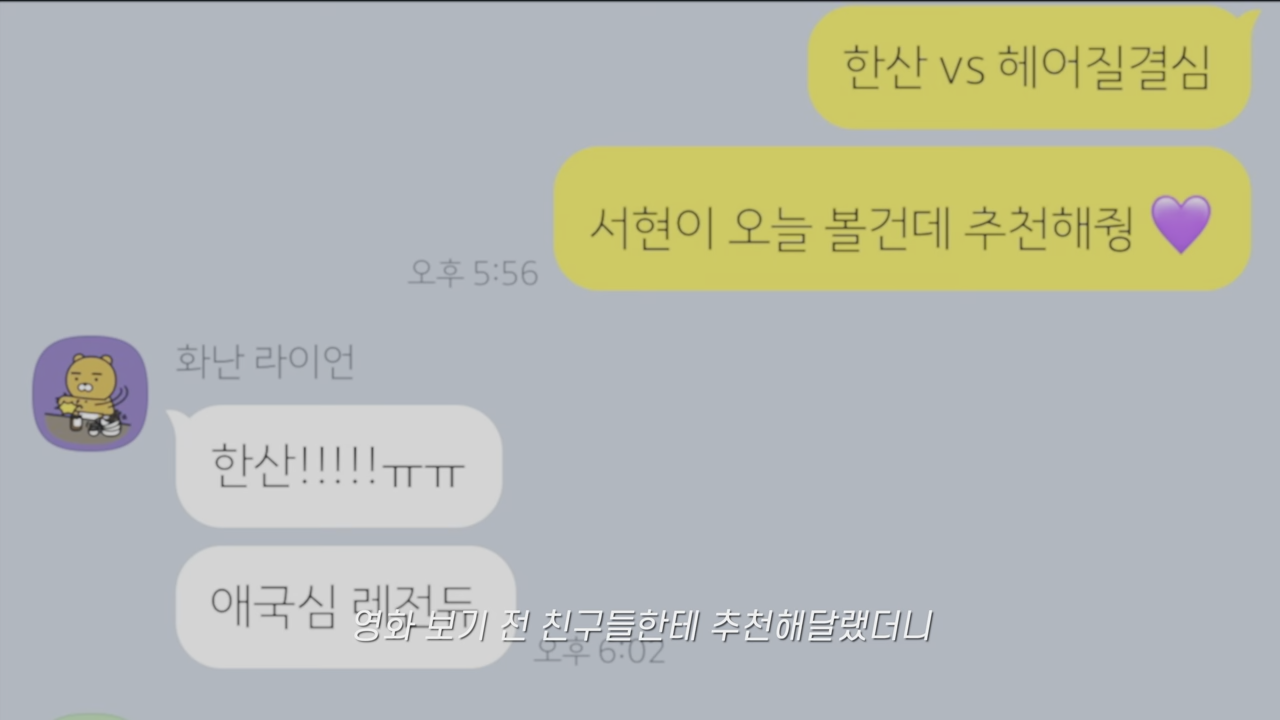 한산 vs 헤어질결심
서현이 오늘 볼건데 추천해줭 💜
오후 5:56
화난 라이언
한산!!!!!ㅠㅠ
애국심 레전드
영화 보기 전 친구들한테 추천해달랬더니
오후 6:02